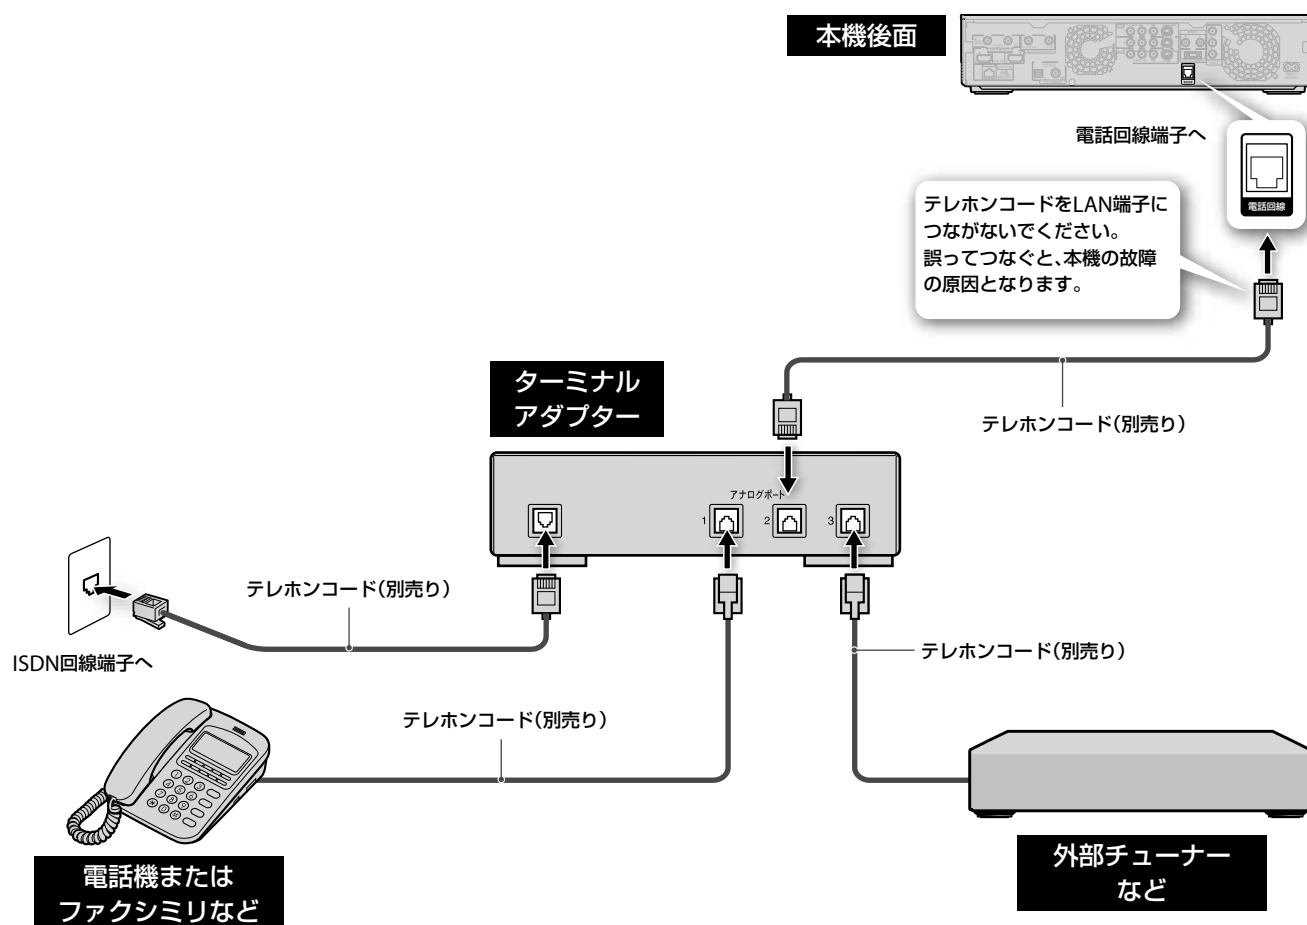 本機後面
電話回線端子へ
電話回線
テレホンコードをLAN端子に
つながないでください。
誤ってつなぐと、本機の故障
の原因となります。
ターミナル
アダプター
テレホンコード（別売り）
アナログポート
1
2
3
テレホンコード（別売り）
ISDN回線端子へ
テレホンコード（別売り）
テレホンコード（別売り）
電話機または
ファクシミリなど
外部チューナー
など